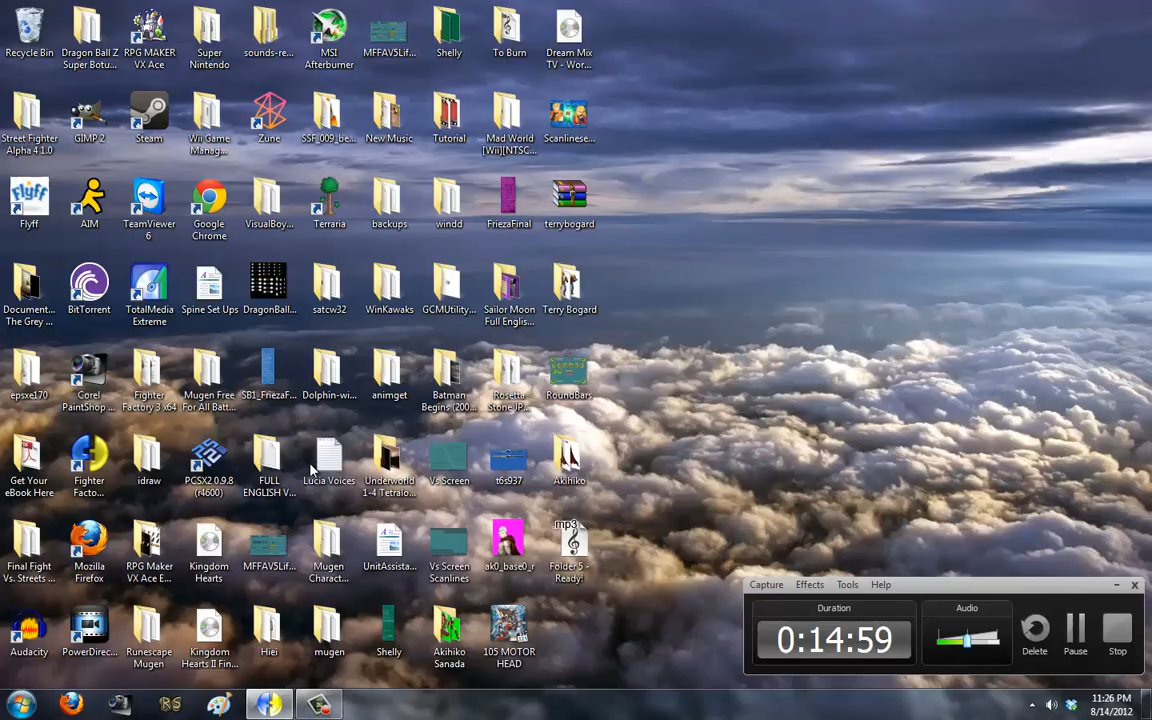 Recycle Bin
Dragon Ball Z
Super Botu...
RPG MAKER
VX Ace
Super
Nintendo
sounds-re...
MSI
Afterburner
MFFAV5Lif...
Shelly
To Burn
Dream Mix
TV - Wor...
Street Fighter
Alpha 4 1.0
GIMP 2
Steam
Wii Game
Manag...
Zune
SSF_009_be...
New Music
Tutorial
Mad World
[Wii][NTSC...
Scanlinese...
Flyff
Flyff
AIM
TeamViewer
6
Google
Chrome
VisualBoy...
Terraria
backups
windd
FriezaFinal
terrybogard
Document...
The Grey ...
BitTorrent
TotalMedia
Extreme
Spine Set Ups
DragonBall...
satcw32
WinKawaks
GCMUtility...
Sailor Moon
Full Englis...
Terry Bogard
epsxe170
Corel
PaintShop ...
Fighter
Factory 3 x64
Mugen Free
For All Batt...
SB1_FriezaF...
Dolphin-wi...
animget
Batman
Begins (200...
Rosetta
Stone JP...
RoundBars
Get Your
eBook Here
Fighter
Facto...
idraw
PCSX2 0.9.8
(r4600)
FULL
ENGLISH V...
Lucia Voices
Underworld
1-4 Tetralo...
Vs Screen
t6s937
Akihiko
Final Fight
Vs. Streets ...
Mozilla
Firefox
RPG Maker
VX Ace E...
Kingdom
Hearts
MFFAV5Lif...
Mugen
Charact...
UnitAssista...
Vs Screen
Scanlines
ak0_base0_r
.mp3
Folder 5 -
Ready!
Audacity
PowerDirec...
Runescape
Mugen
Kingdom
Hearts II Fin...
Hiei
mugen
Shelly
Akihiko
Sanada
105 MOTOR
HEAD
Capture Effects Tools Help
Duration
0:14:59
Audio
Delete
Pause
Stop
RS
11:26 PM
8/14/2012